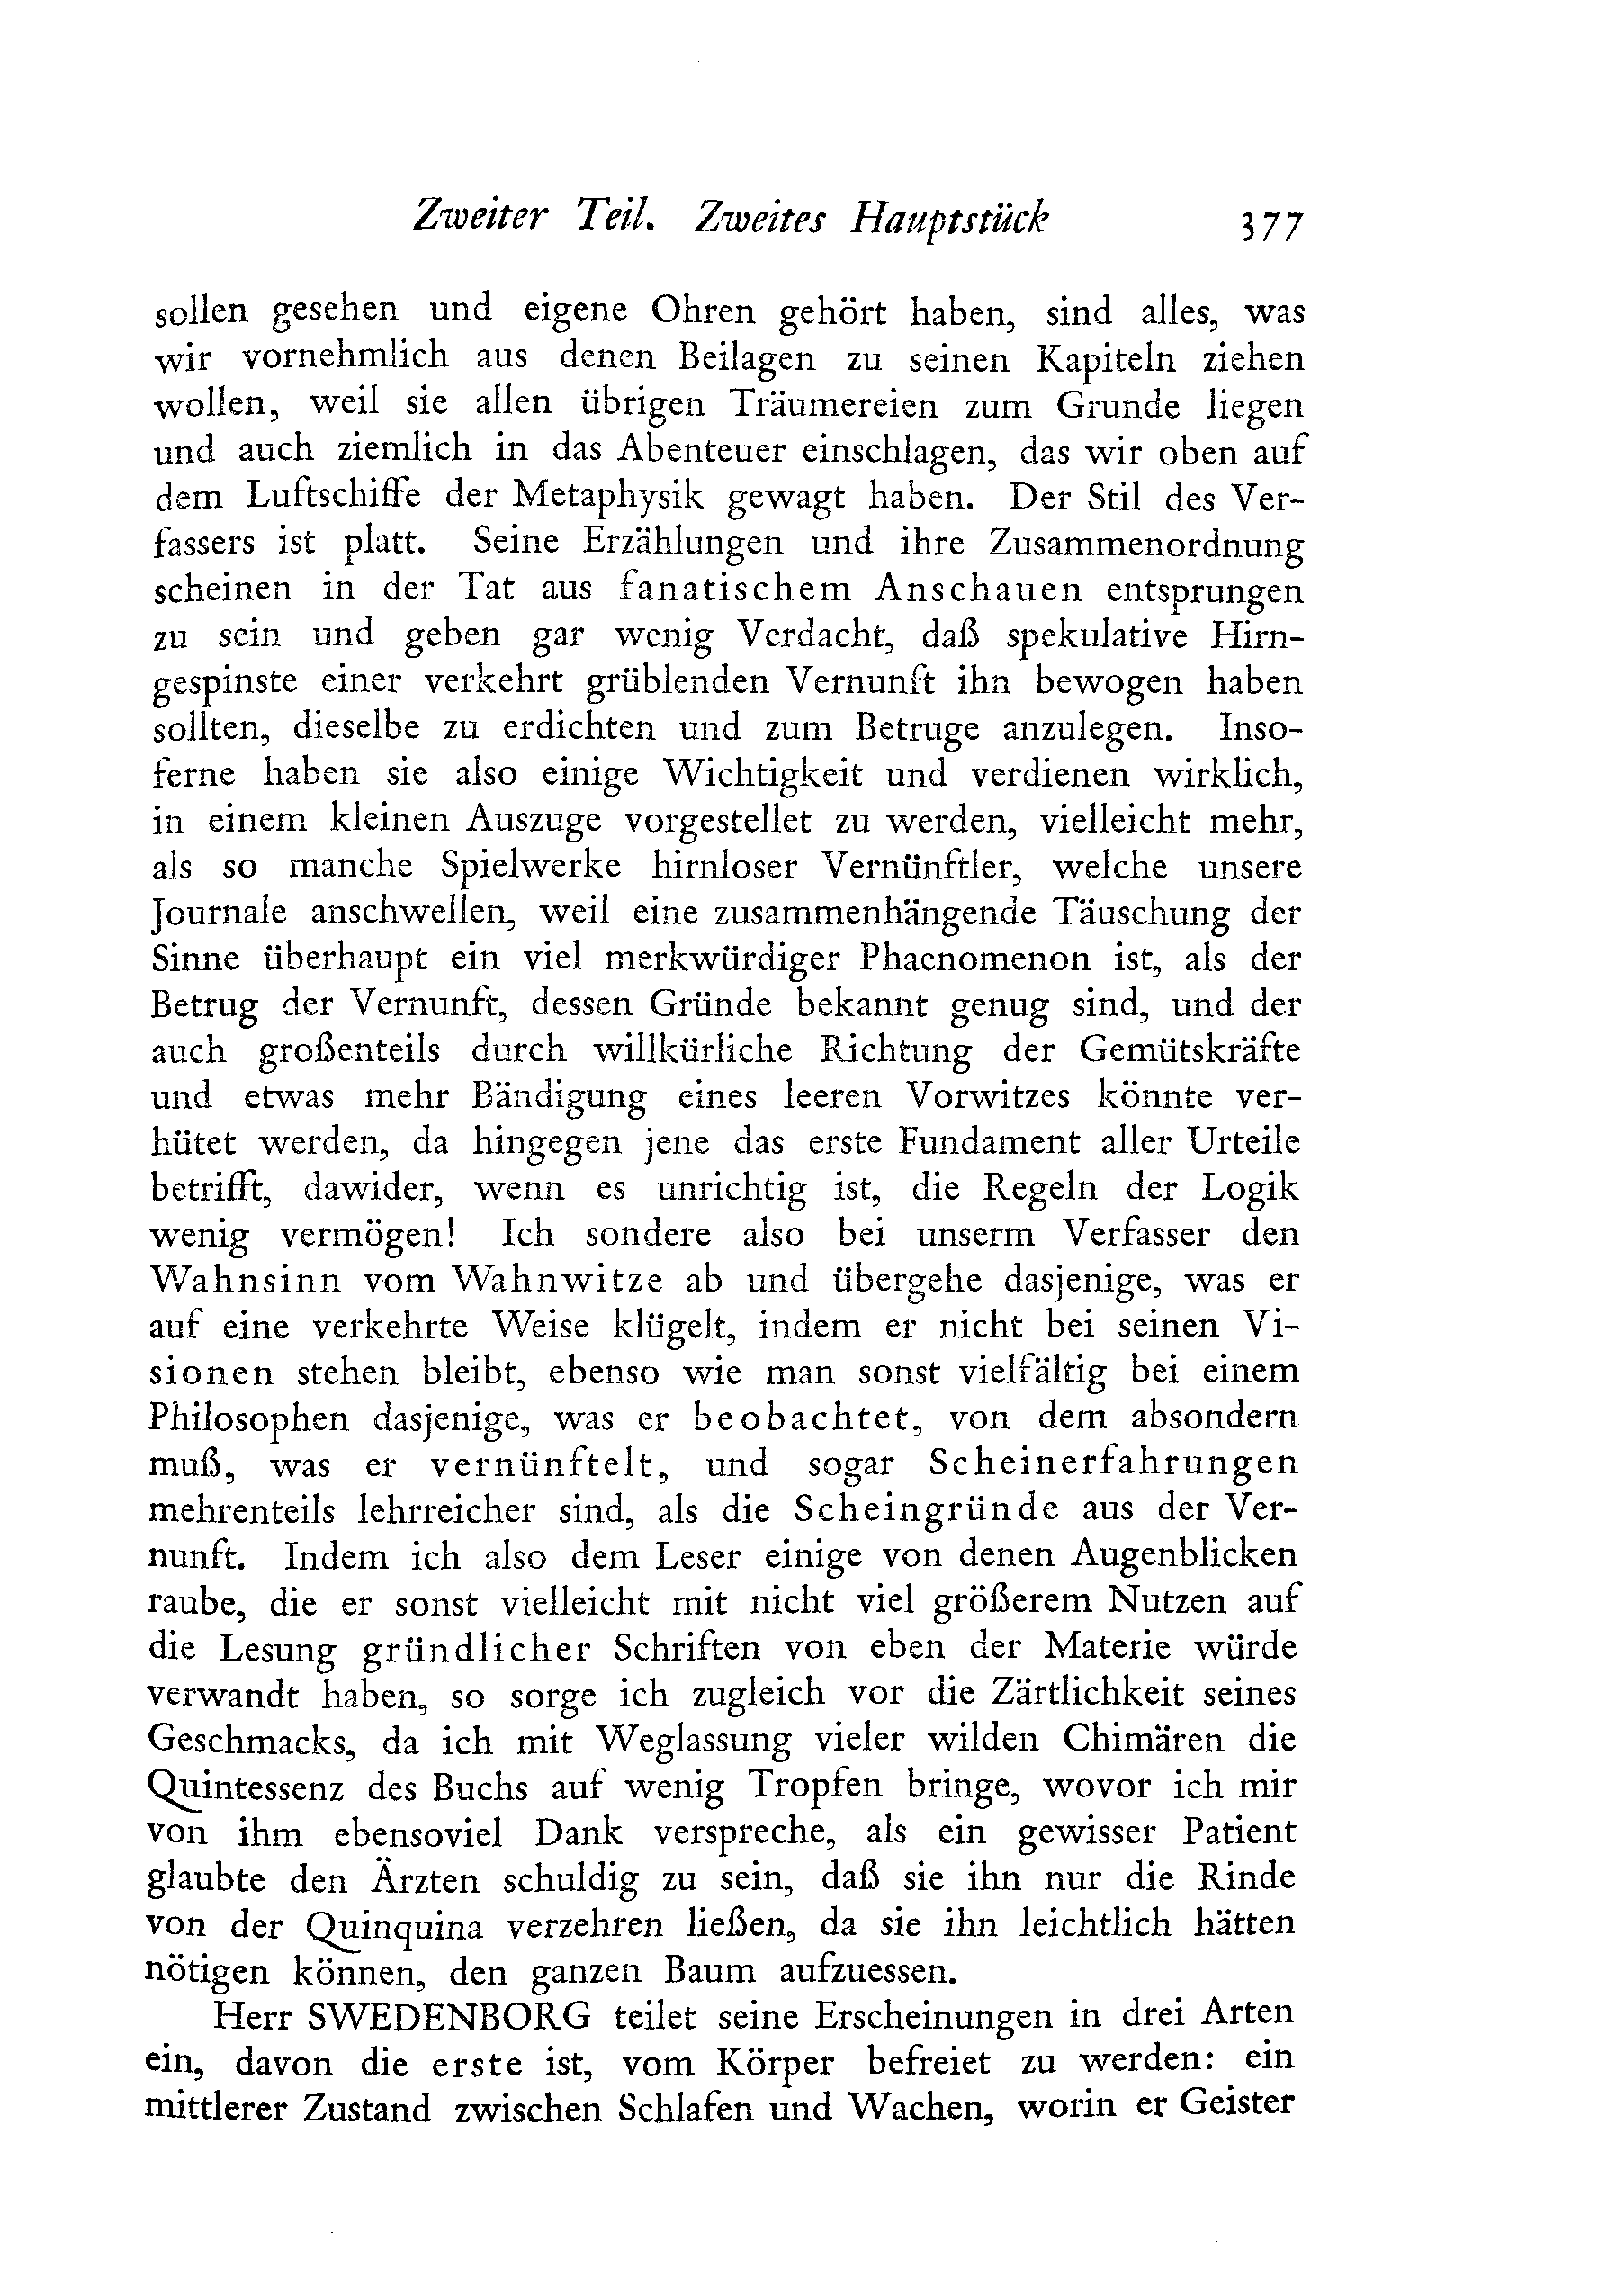 Zweiter Teil. Zweites Hauptstück 377
sollen gesehen und eigene Ohren gehört haben, sind alles, was
wir vornehmlich aus denen Beilagen zu seinen Kapiteln ziehen
wollen, weil sie allen übrigen Träumereien zum Grunde liegen
und auch ziemlich in das Abenteuer einschlagen, das wir oben auf
dem Luftschiffe der Metaphysik gewagt haben. Der Stil des Ver-
fassers ist platt. Seine Erzählungen und ihre Zusammenordnung
scheinen in der Tat aus fanatischem Anschauen entsprungen
zu sein und geben gar wenig Verdacht, daß spekulative Hirn-
gespinste einer verkehrt grüblenden Vernunft ihn bewogen haben
sollten, dieselbe zu erdichten und zum Betruge anzulegen. Inso-
ferne haben sie also einige Wichtigkeit und verdienen wirklich,
in einem kleinen Auszuge vorgestellet zu werden, vielleicht mehr,
als so manche Spielwerke hirnloser Vernünftler, welche unsere
Journale anschwellen, weil eine zusammenhängende Täuschung der
Sinne überhaupt ein viel merkwürdiger Phaenomenon ist, als der
Betrug der Vernunft, dessen Gründe bekannt genug sind, und der
auch großenteils durch willkürliche Richtung der Gemütskräfte
und etwas mehr Bändigung eines leeren Vorwitzes könnte ver-
hütet werden, da hingegen jene das erste Fundament aller Urteile
betrifft, dawider, wenn es unrichtig ist, die Regeln der Logik
wenig vermögen! Ich sondere also bei unserm Verfasser den
Wahnsinn vom Wahnwitze ab und übergehe dasjenige, was er
auf eine verkehrte Weise klügelt, indem er nicht bei seinen Vi-
sionen stehen bleibt, ebenso wie man sonst vielfältig bei einem
Philosophen dasjenige, was er beobachtet, von dem absondern
muß, was er vernünftelt, und sogar Scheinerfahrungen
mehrenteils lehrreicher sind, als die Scheingründe aus der Ver-
nunft. Indem ich also dem Leser einige von denen Augenblicken
raube, die er sonst vielleicht mit nicht viel größerem Nutzen auf
die Lesung gründlicher Schriften von eben der Materie würde
verwandt haben, so sorge ich zugleich vor die Zärtlichkeit seines
Geschmacks, da ich mit Weglassung vieler wilden Chimären die
Quintessenz des Buchs auf wenig Tropfen bringe, wovor ich mir
von ihm ebensoviel Dank verspreche, als ein gewisser Patient
glaubte den Ärzten schuldig zu sein, daß sie ihn nur die Rinde
von der Quinquina verzehren ließen, da sie ihn leichtlich hätten
nötigen können, den ganzen Baum aufzuessen.
Herr SWEDENBORG teilet seine Erscheinungen in drei Arten
ein, davon die erste ist, vom Körper befreiet zu werden: ein
mittlerer Zustand zwischen Schlafen und Wachen, worin er Geister